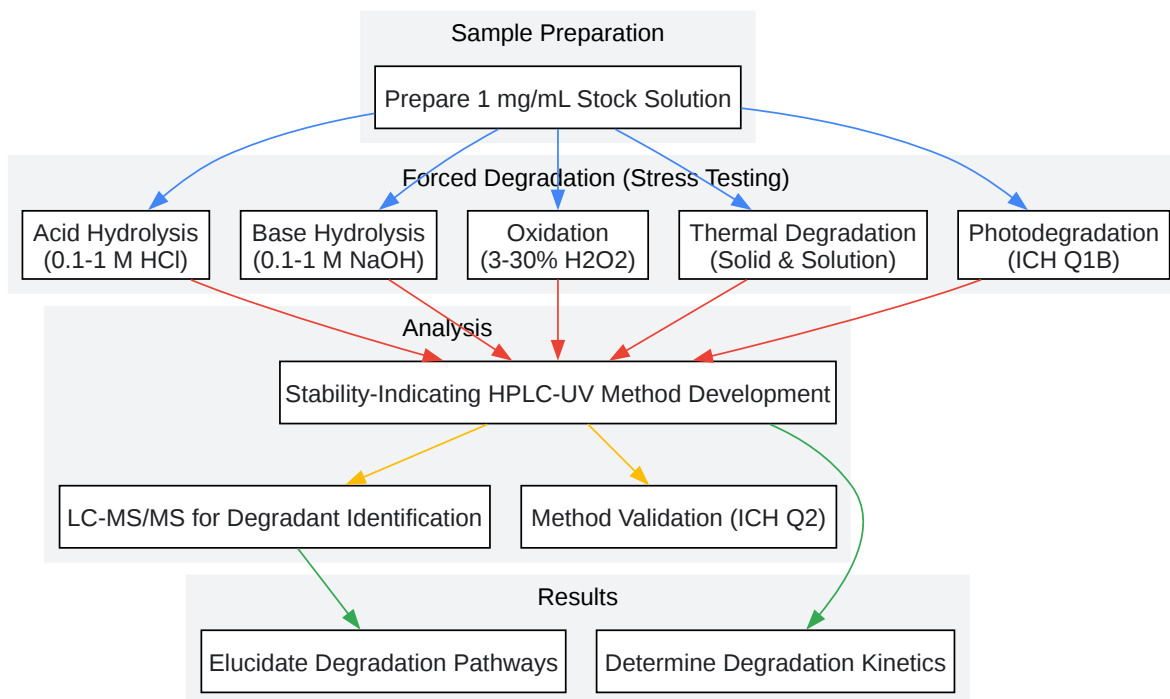 Sample Preparation
Prepare 1 mg/mL Stock Solution
Forced Degradation (Stress Testing)
Acid Hydrolysis
(0.1-1 M HCl)
Base Hydrolysis
(0.1-1 M NaOH)
Oxidation
(3-30% H2O2)
Thermal Degradation
(Solid & Solution)
Photodegradation
(ICH Q1B)
Analysis
Stability-Indicating HPLC-UV Method Development
LC-MS/MS for Degradant Identification
Method Validation (ICH Q2)
Results
Elucidate Degradation Pathways
Determine Degradation Kinetics